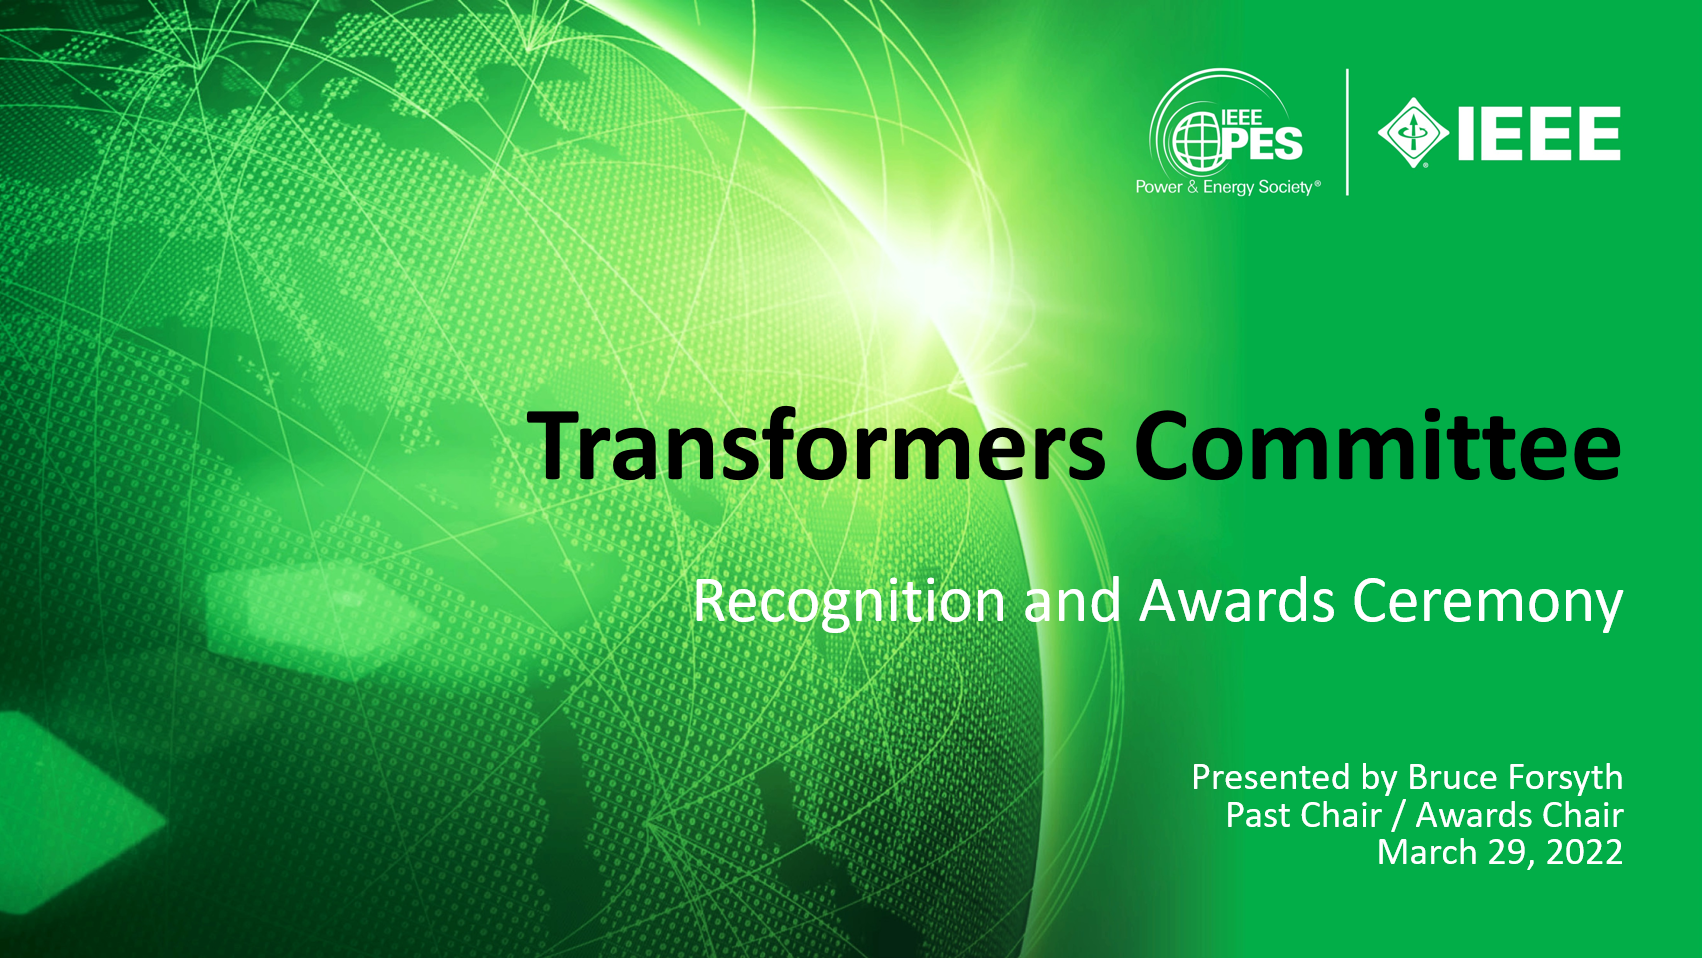 IEEE
PES
Power & Energy Society®
IEEE
Transformers Committee
Recognition and Awards Ceremony
Presented by Bruce Forsyth
Past Chair / Awards Chair
March 29, 2022